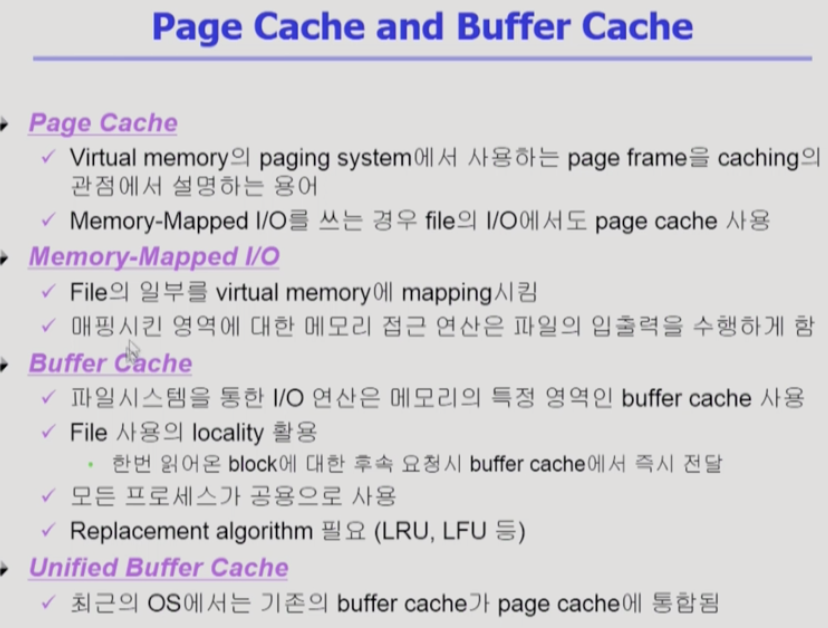 Page Cache and Buffer Cache
Page Cache
Virtual memory의 paging system에서 사용하는 page frame을 caching의
관점에서 설명하는 용어
Memory-Mapped I/O를 쓰는 경우 file의 I/O에서도 page cache 사용
Memory-Mapped I/O
File의 일부를 virtual memory에 mapping시킴
매핑시킨 영역에 대한 메모리 접근 연산은 파일의 입출력을 수행하게 함
Buffer Cache
파일시스템을 통한 I/O 연산은 메모리의 특정 영역인 buffer cache 사용
File 사용의 locality 활용
한번 읽어온 block에 대한 후속 요청시 buffer cache에서 즉시 전달
모든 프로세스가 공용으로 사용
Replacement algorithm 필요 (LRU, LFU 등)
Unified Buffer Cache
최근의 OS에서는 기존의 buffer cache가 page cache에 통합됨